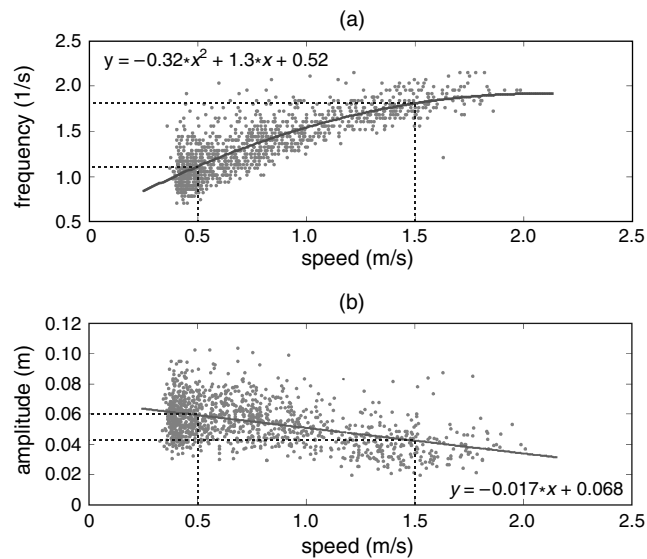 (a)
y = −0.32*x² + 1.3*x + 0.52
frequency (1/s)
2.5
2.0
1.5
1.0
0.5
0 0.5 1.0 1.5 2.0 2.5
speed (m/s)
(b)
amplitude (m)
0.12
0.10
0.08
0.06
0.04
0.02
0
y = −0.017*x + 0.068
0 0.5 1.0 1.5 2.0 2.5
speed (m/s)